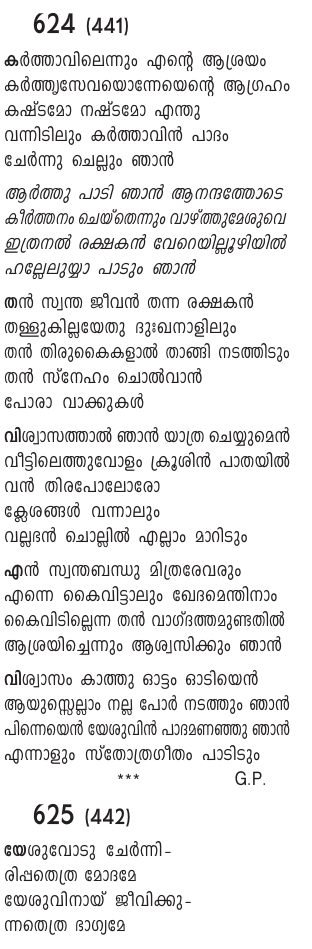 624 (441)
കർത്താവിലെന്നും എന്റെ ആശ്രയം
കർത്തൃസേവയൊന്നേയെന്റെ ആഗ്രഹം
കഷ്ടമോ നഷ്ടമോ എന്തു
വന്നിടിലും കർത്താവിൻ പാദം
ചേർന്നു ചെല്ലും ഞാൻ
ആർത്തു പാടി ഞാൻ ആനന്ദത്തോടെ
കീർത്തനം ചെയ്തെന്നും വാഴ്ത്തുമേശുവെ
ഇത്രനൽ രക്ഷകൻ വേറെയില്ലൂഴിയിൽ
ഹല്ലേലുയ്യാ പാടും ഞാൻ
തൻ സ്വന്ത ജീവൻ തന്ന രക്ഷകൻ
തള്ളുകില്ലയേതു ദുഃഖനാളിലും
തൻ തിരുകൈകളാൽ താങ്ങി നടത്തിടും
തൻ സ്നേഹം ചൊൽവാൻ
പോരാ വാക്കുകൾ
വിശ്വാസത്താൽ ഞാൻ യാത്ര ചെയ്യുമെൻ
വീട്ടിലെത്തുവോളം ക്രൂശിൻ പാതയിൽ
വൻ തിരപോലോരോ
ക്ലേശങ്ങൾ വന്നാലും
വല്ലഭൻ ചൊല്ലിൽ എല്ലാം മാറിടും
എൻ സ്വന്തബന്ധു മിത്രരേവരും
എന്നെ കൈവിട്ടാലും ഖേദമെന്തിനാം
കൈവിടില്ലെന്ന തൻ വാഗ്ദത്തമുണ്ടതിൽ
ആശ്രയിച്ചെന്നും ആശ്വസിക്കും ഞാൻ
വിശ്വാസം കാത്തു ഓട്ടം ഓടിയെൻ
ആയുസ്സെല്ലാം നല്ല പോർ നടത്തും ഞാൻ
പിന്നെയെൻ യേശുവിൻ പാദമണഞ്ഞു ഞാൻ
എന്നാളും സ്തോത്രഗീതം പാടിടും
*** G.P.
625 (442)
യേശുവോടു ചേർന്നി-
രിപ്പതെത്ര മോദമേ
യേശുവിനായ് ജീവിക്കു-
ന്നതെത്ര ഭാഗ്യമേ